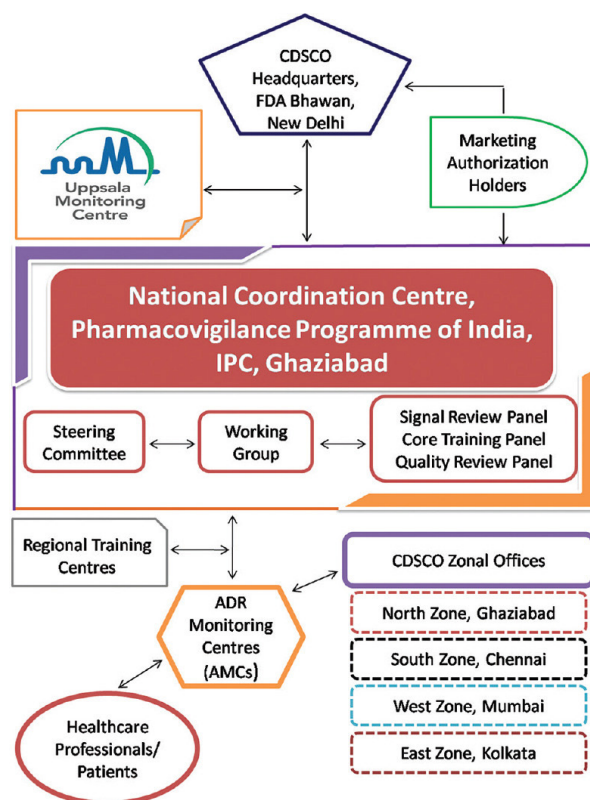 CDSCO
Headquarters,
FDA Bhawan,
New Delhi
Uppsala
Monitoring
Centre
Marketing
Authorization
Holders
National Coordination Centre,
Pharmacovigilance Programme of India,
IPC, Ghaziabad
Steering
Committee
Working
Group
Signal Review Panel
Core Training Panel
Quality Review Panel
Regional Training
Centres
ADR
Monitoring
Centres
(AMCs)
CDSCO Zonal Offices
North Zone, Ghaziabad
South Zone, Chennai
West Zone, Mumbai
East Zone, Kolkata
Healthcare
Professionals/
Patients